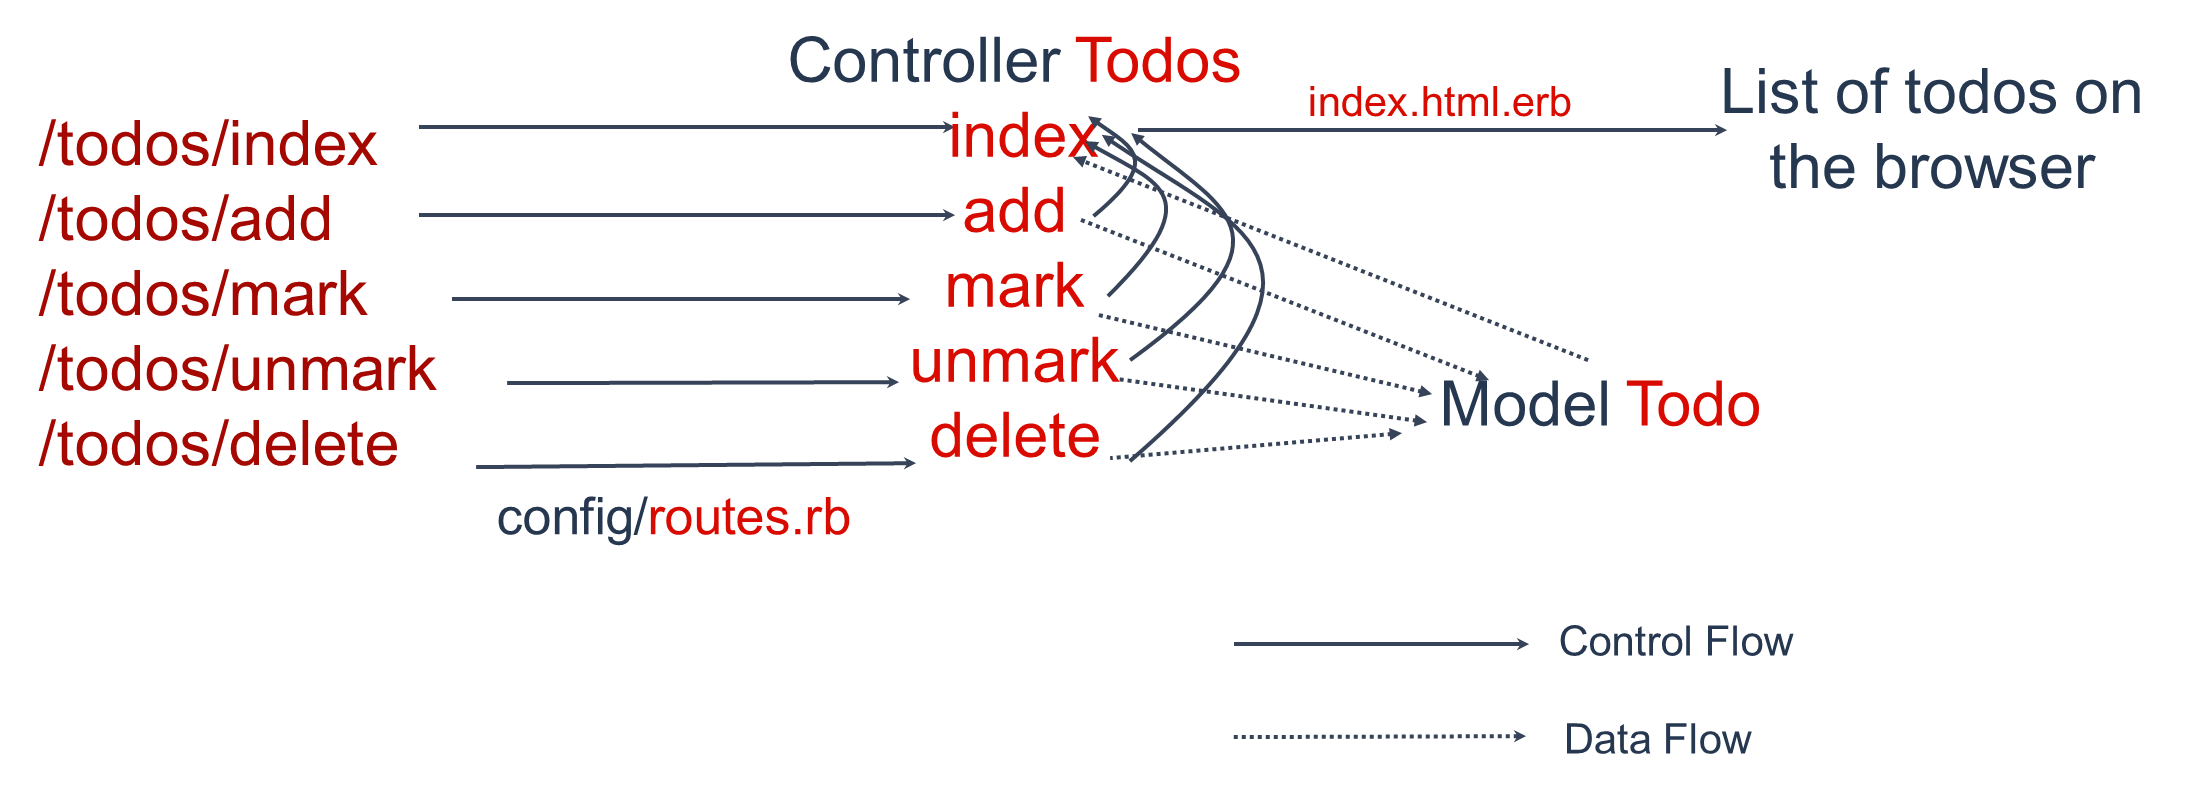 Controller Todos
/todos/index
/todos/add
/todos/mark
/todos/unmark
/todos/delete
index
add
mark
unmark
delete
config/routes.rb
index.html.erb
List of todos on
the browser
Model Todo
Control Flow
Data Flow